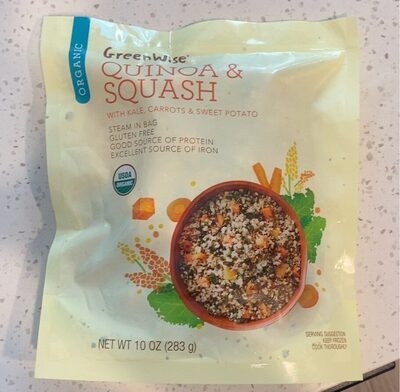 ORGANIC
GreenWise®
QUINOA &
SQUASH
WITH KALE, CARROTS & SWEET POTATO
STEAM IN BAG
GLUTEN FREE
GOOD SOURCE OF PROTEIN
EXCELLENT SOURCE OF IRON
USDA
ORGANIC
SERVING SUGGESTION
KEEP FROZEN
COOK THOROUGHLY
NET WT 10 OZ (283 g)